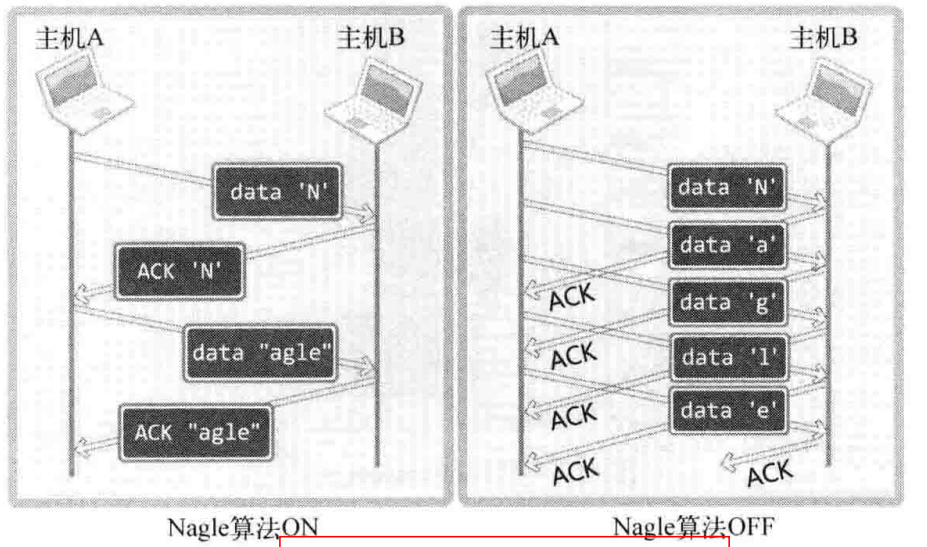 主机A
主机B
data 'N'
ACK 'N'
data "agle"
ACK "agle"
Nagle算法ON
主机A
主机B
data 'N'
data 'a'
ACK
data 'g'
ACK
data 'l'
ACK
data 'e'
ACK
ACK
Nagle算法OFF